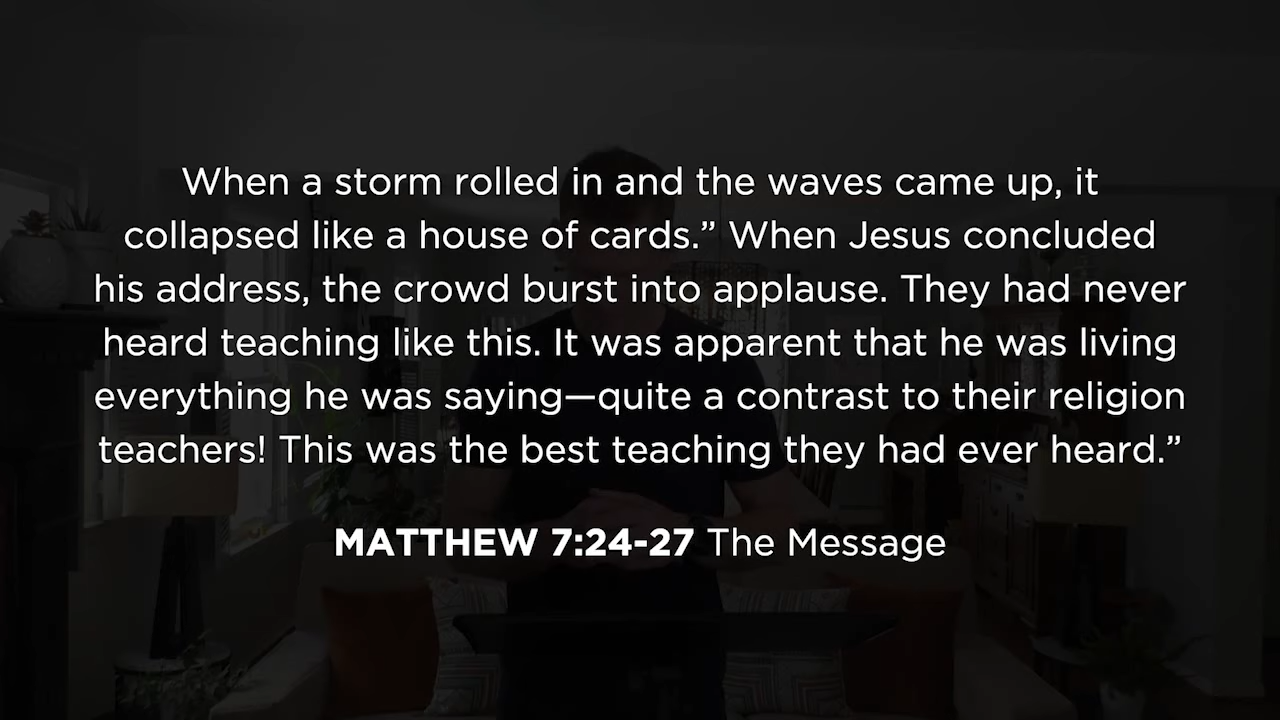 When a storm rolled in and the waves came up, it
collapsed like a house of cards.” When Jesus concluded
his address, the crowd burst into applause. They had never
heard teaching like this. It was apparent that he was living
everything he was saying—quite a contrast to their religion
teachers! This was the best teaching they had ever heard.”
MATTHEW 7:24-27 The Message